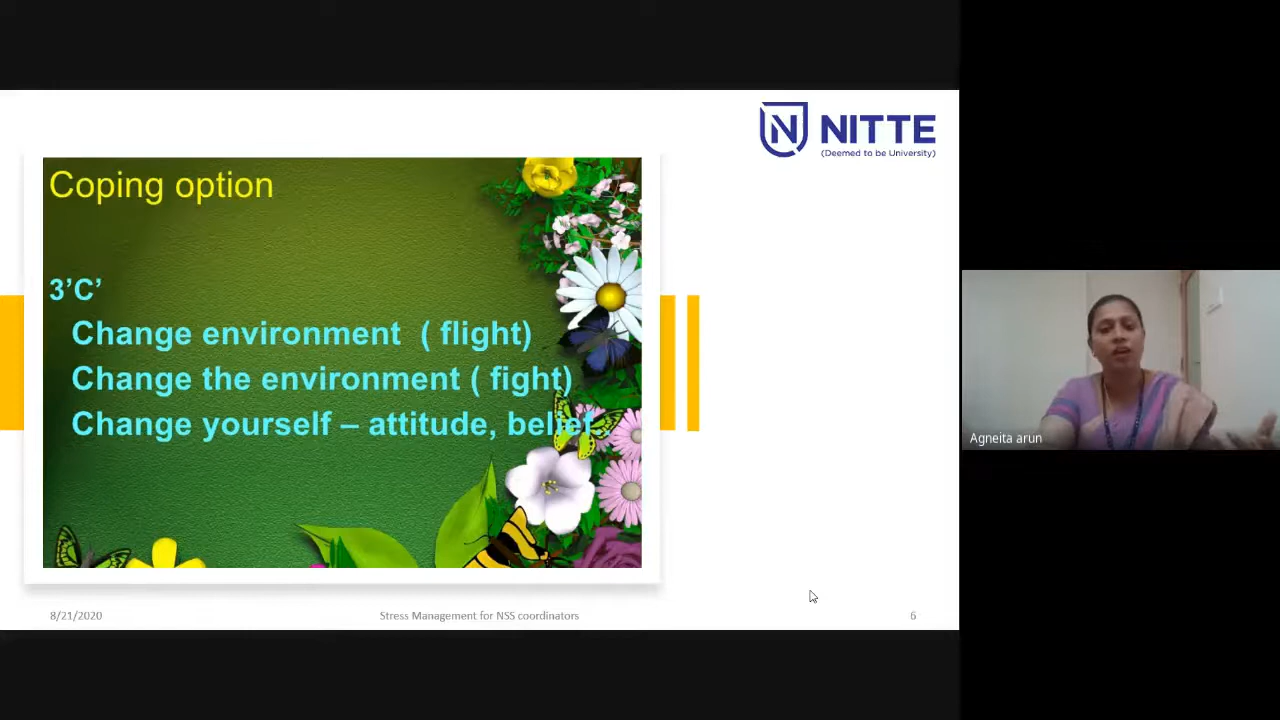 NITTE
(Deemed to be University)
Coping option
3’C’
Change environment ( flight)
Change the environment ( fight)
Change yourself – attitude, belief
Agneita arun
8/21/2020
Stress Management for NSS coordinators
6